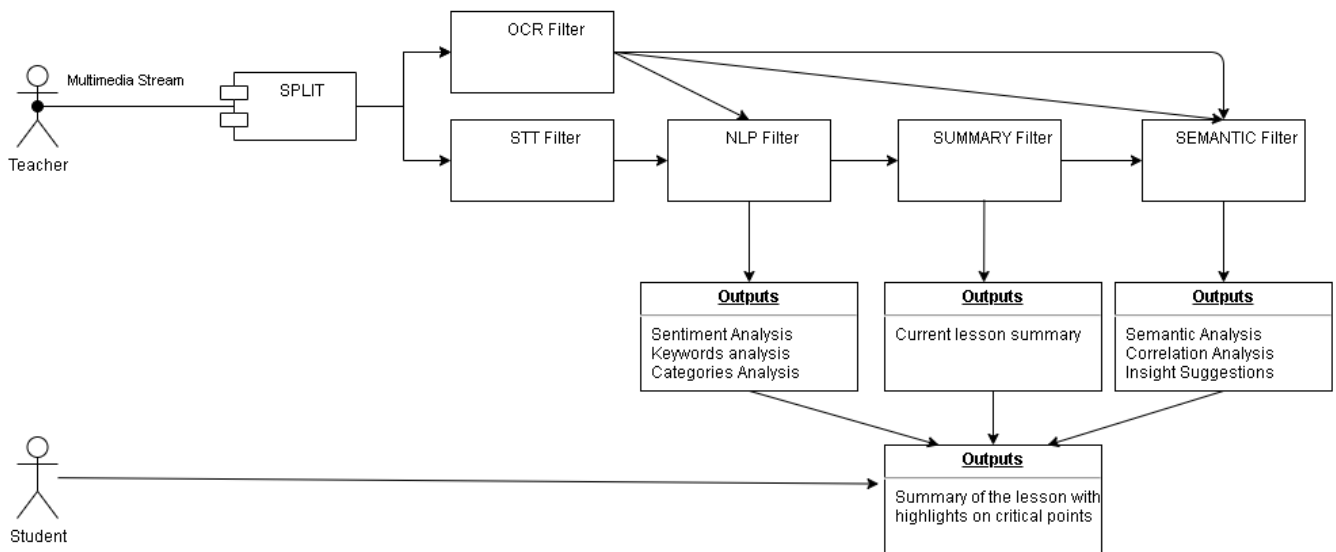 OCR Filter
Multimedia Stream
SPLIT
Teacher
STT Filter
NLP Filter
SUMMARY Filter
SEMANTIC Filter
Outputs
Sentiment Analysis
Keywords analysis
Categories Analysis
Outputs
Current lesson summary
Outputs
Semantic Analysis
Correlation Analysis
Insight Suggestions
Student
Outputs
Summary of the lesson with
highlights on critical points